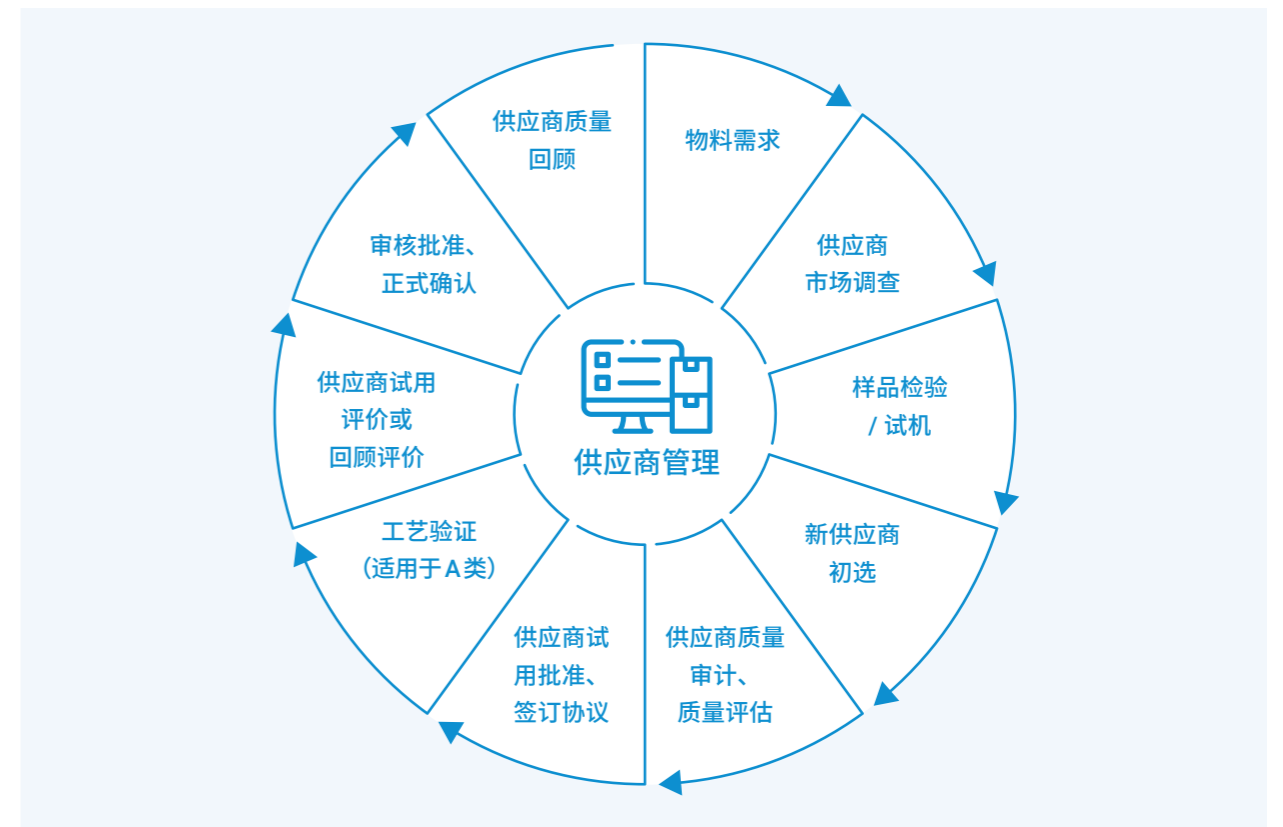 物料需求
供应商
市场调查
样品检验
/ 试机
新供应商
初选
供应商质量
审计、
质量评估
供应商试
用批准、
签订协议
工艺验证
（适用于A类）
供应商试用
评价或
回顾评价
审核批准、
正式确认
供应商质量
回顾
供应商管理